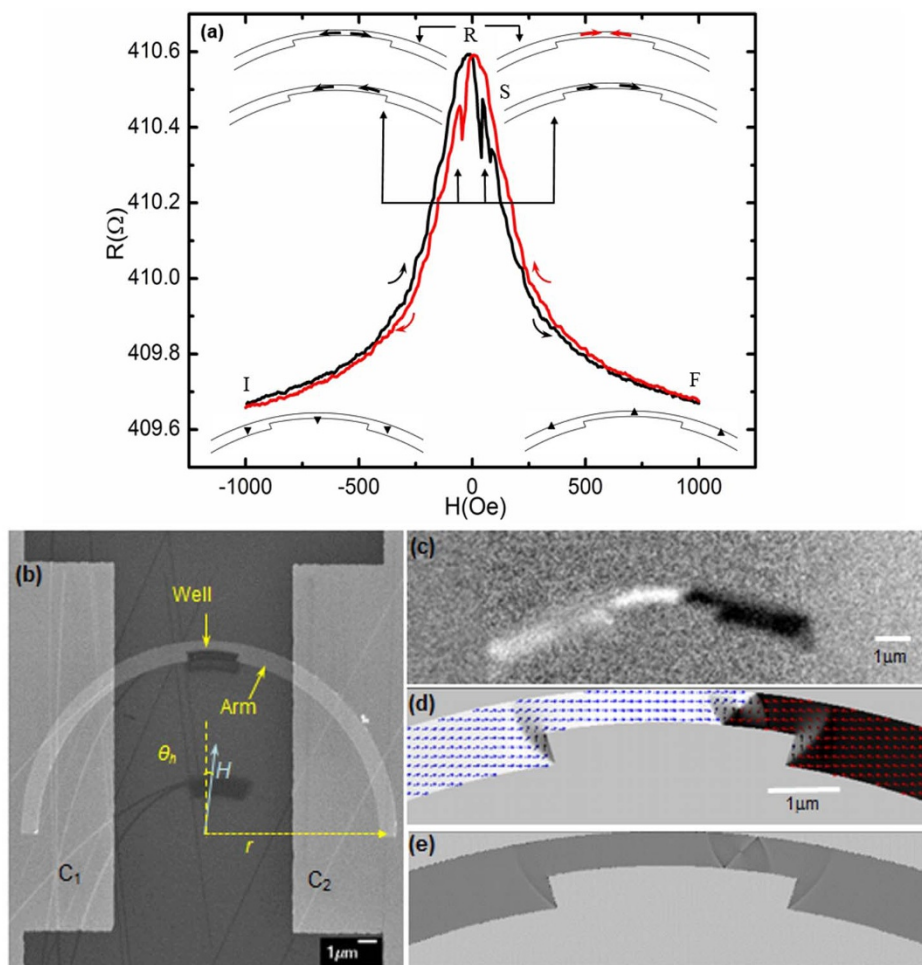 (a)
R
S
I
F
R(Ω)
410.6
410.4
410.2
410.0
409.8
409.6
-1000
-500
0
500
1000
H(Oe)
(b)
Well
Arm
θh
H
r
C1
C2
1μm
(c)
1μm
(d)
1μm
(e)